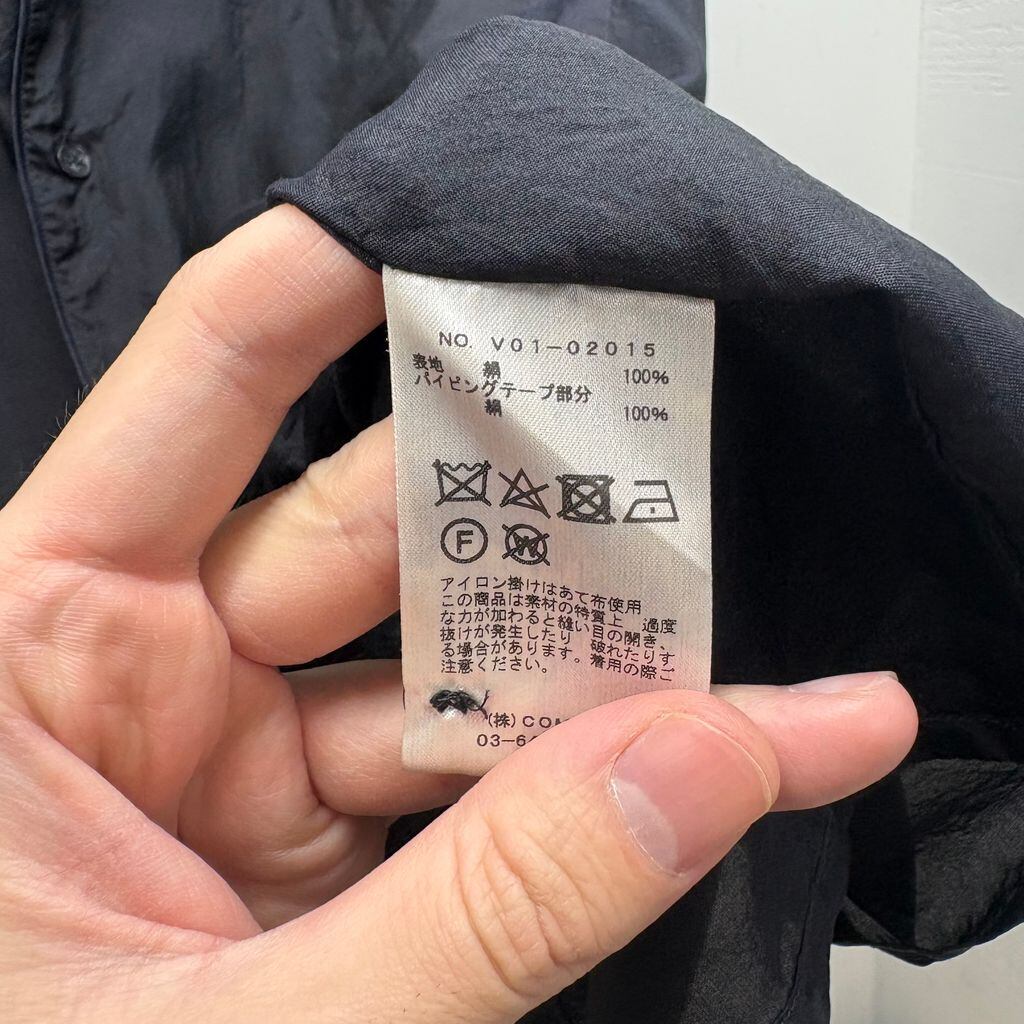 NO. V01-02015
表地 絹 100%
パイピングテープ部分
絹 100%
F
W
アイロン掛けはあて布使用
この商品は素材の特質上 過度
な力が加わると縫い目の開き、
抜けが発生したり 破れたりす
る場合があります。着用の際ご
注意ください。
(株)COM
03-6